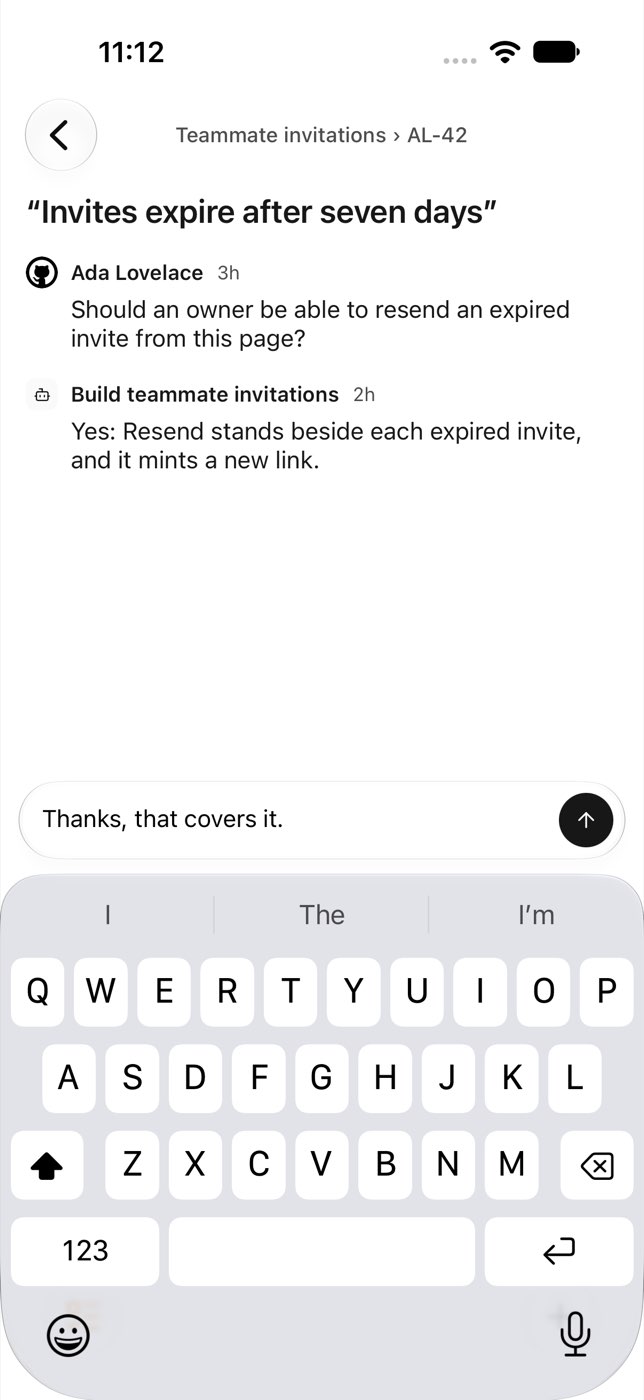 11:12
Teammate invitations › AL-42
“Invites expire after seven days”
Ada Lovelace 3h
Should an owner be able to resend an expired
invite from this page?
Build teammate invitations 2h
Yes: Resend stands beside each expired invite,
and it mints a new link.
Thanks, that covers it.
I The I’m
Q W E R T Y U I O P
A S D F G H J K L
Z X C V B N M
123